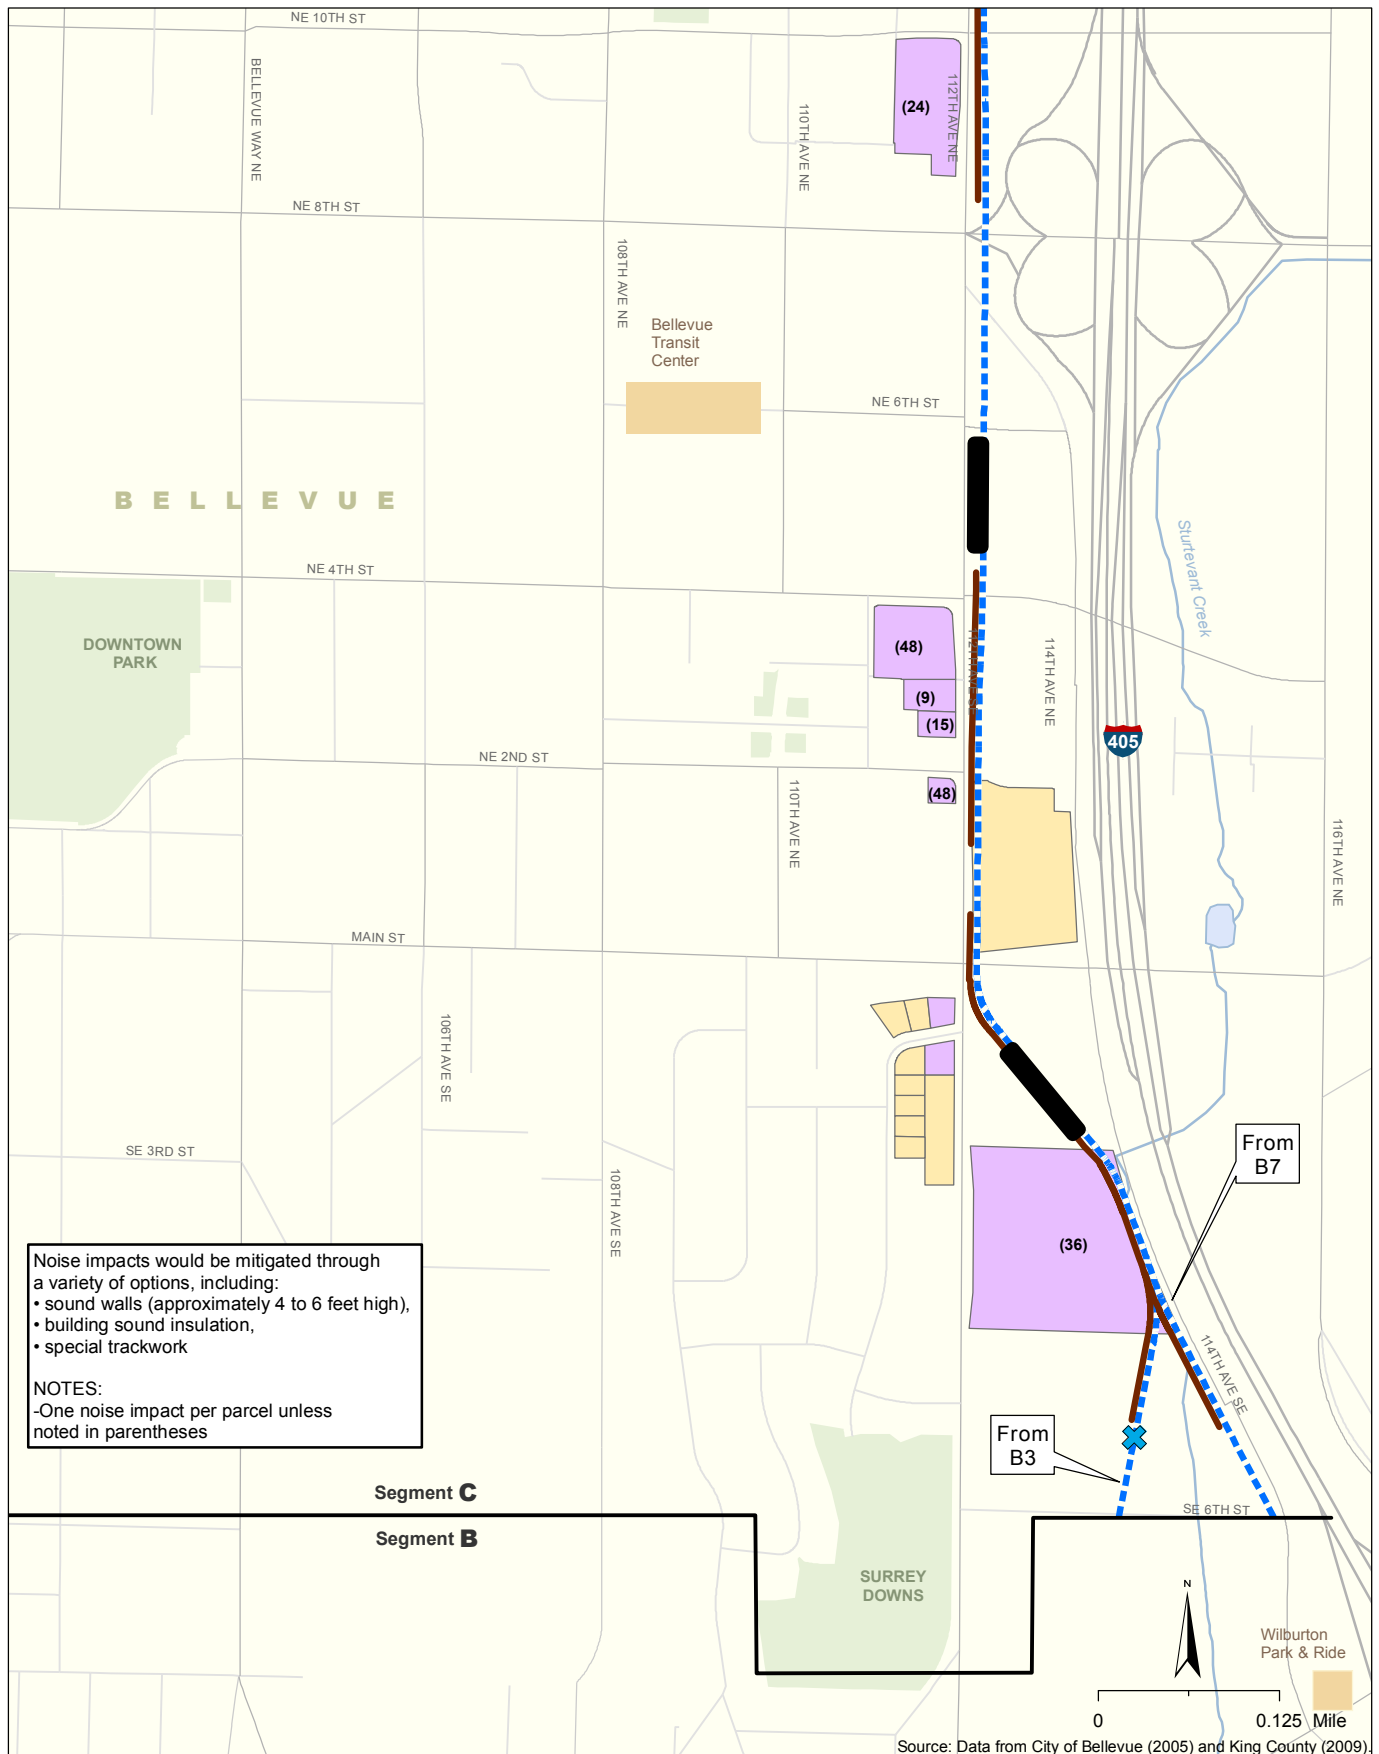 NE 10TH ST
BELLEVUE WAY NE
110TH AVE NE
112TH AVE NE
(24)
NE 8TH ST
108TH AVE NE
Bellevue
Transit
Center
NE 6TH ST
BELLEVUE
Sturtevant Creek
NE 4TH ST
DOWNTOWN
PARK
(48)
(9)
(15)
112TH AVE SE
114TH AVE NE
405
NE 2ND ST
(48)
110TH AVE NE
116TH AVE NE
MAIN ST
106TH AVE SE
SE 3RD ST
108TH AVE SE
From
B7
(36)
Noise impacts would be mitigated through
a variety of options, including:
• sound walls (approximately 4 to 6 feet high),
• building sound insulation,
• special trackwork
NOTES:
-One noise impact per parcel unless
noted in parentheses
114TH AVE SE
From
B3
Segment C
SE 6TH ST
Segment B
SURREY
DOWNS
N
Wilburton
Park & Ride
0
0.125 Mile
Source: Data from City of Bellevue (2005) and King County (2009).